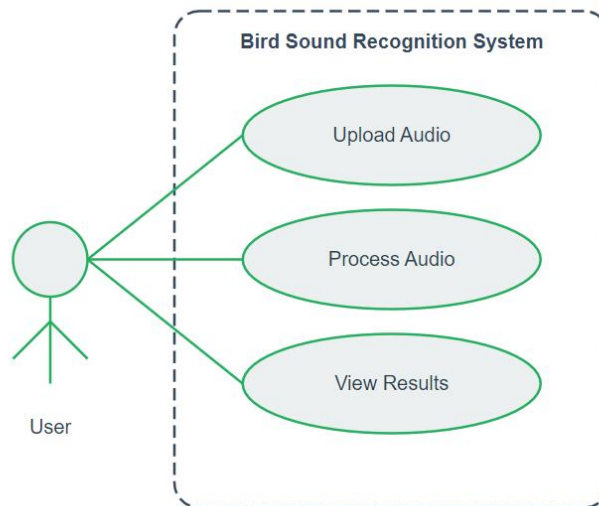 Bird Sound Recognition System
Upload Audio
Process Audio
View Results
User